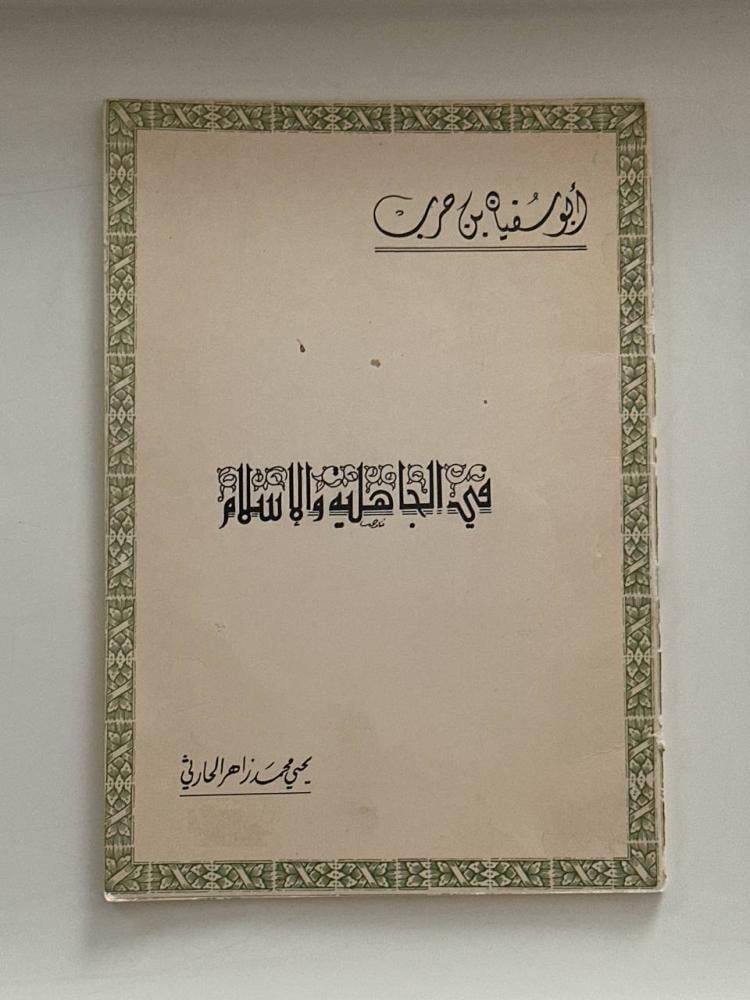 أبو سفيان بن حرب
في الجاهلية والإسلام
يحيى محمد زاهر الحارثي